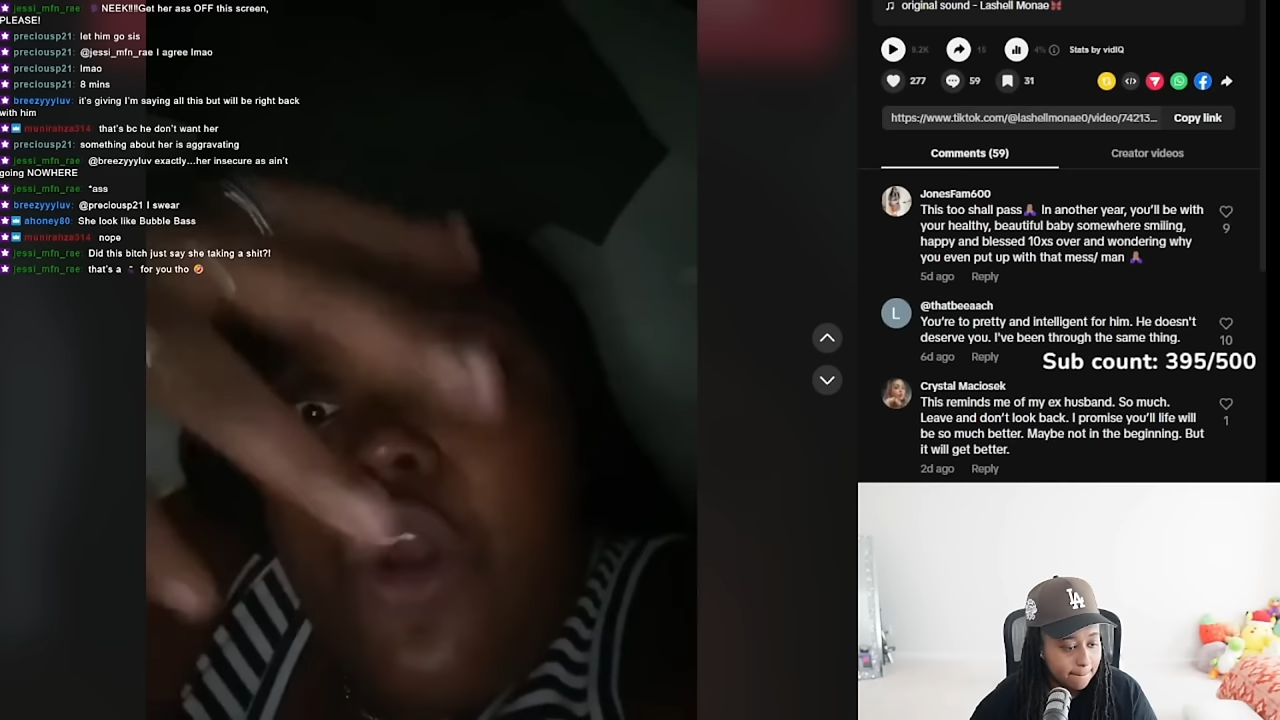 jessi_mfn_rae NEEK!!!!Get her ass OFF this screen,
PLEASE!
preciousp21: let him go sis
preciousp21: @jessi_mfn_rae I agree lmao
preciousp21: lmao
preciousp21: 8 mins
breezyyyluv: it's giving I'm saying all this but will be right back
with him
munirahza314 that's bc he don't want her
preciousp21: something about her is aggravating
jessi_mfn_rae: @breezyyyluv exactly...her insecure as ain't
going NOWHERE
jessi_mfn_rae: *ass
breezyyyluv: @preciousp21 I swear
ahoney80: She look like Bubble Bass
munirahza314 nope
jessi_mfn_rae: Did this bitch just say she taking a shit?!
jessi_mfn_rae: that's a for you tho 🤣
♫ original sound - Lashell Monae🦋
8.2K 15 4% Stats by vidIQ
277 59 31
https://www.tiktok.com/@lashellmonae0/video/74213... Copy link
Comments (59) Creator videos
JonesFam600
This too shall pass🙏🏾 In another year, you'll be with
your healthy, beautiful baby somewhere smiling,
happy and blessed 10xs over and wondering why
you even put up with that mess/ man 🙏🏾
9
5d ago Reply
L
@thatbeeaach
You're to pretty and intelligent for him. He doesn't
deserve you. I've been through the same thing.
10
6d ago Reply
Sub count: 395/500
Crystal Maciosek
This reminds me of my ex husband. So much.
Leave and don't look back. I promise you'll life will
be so much better. Maybe not in the beginning. But
it will get better.
1
2d ago Reply
LA